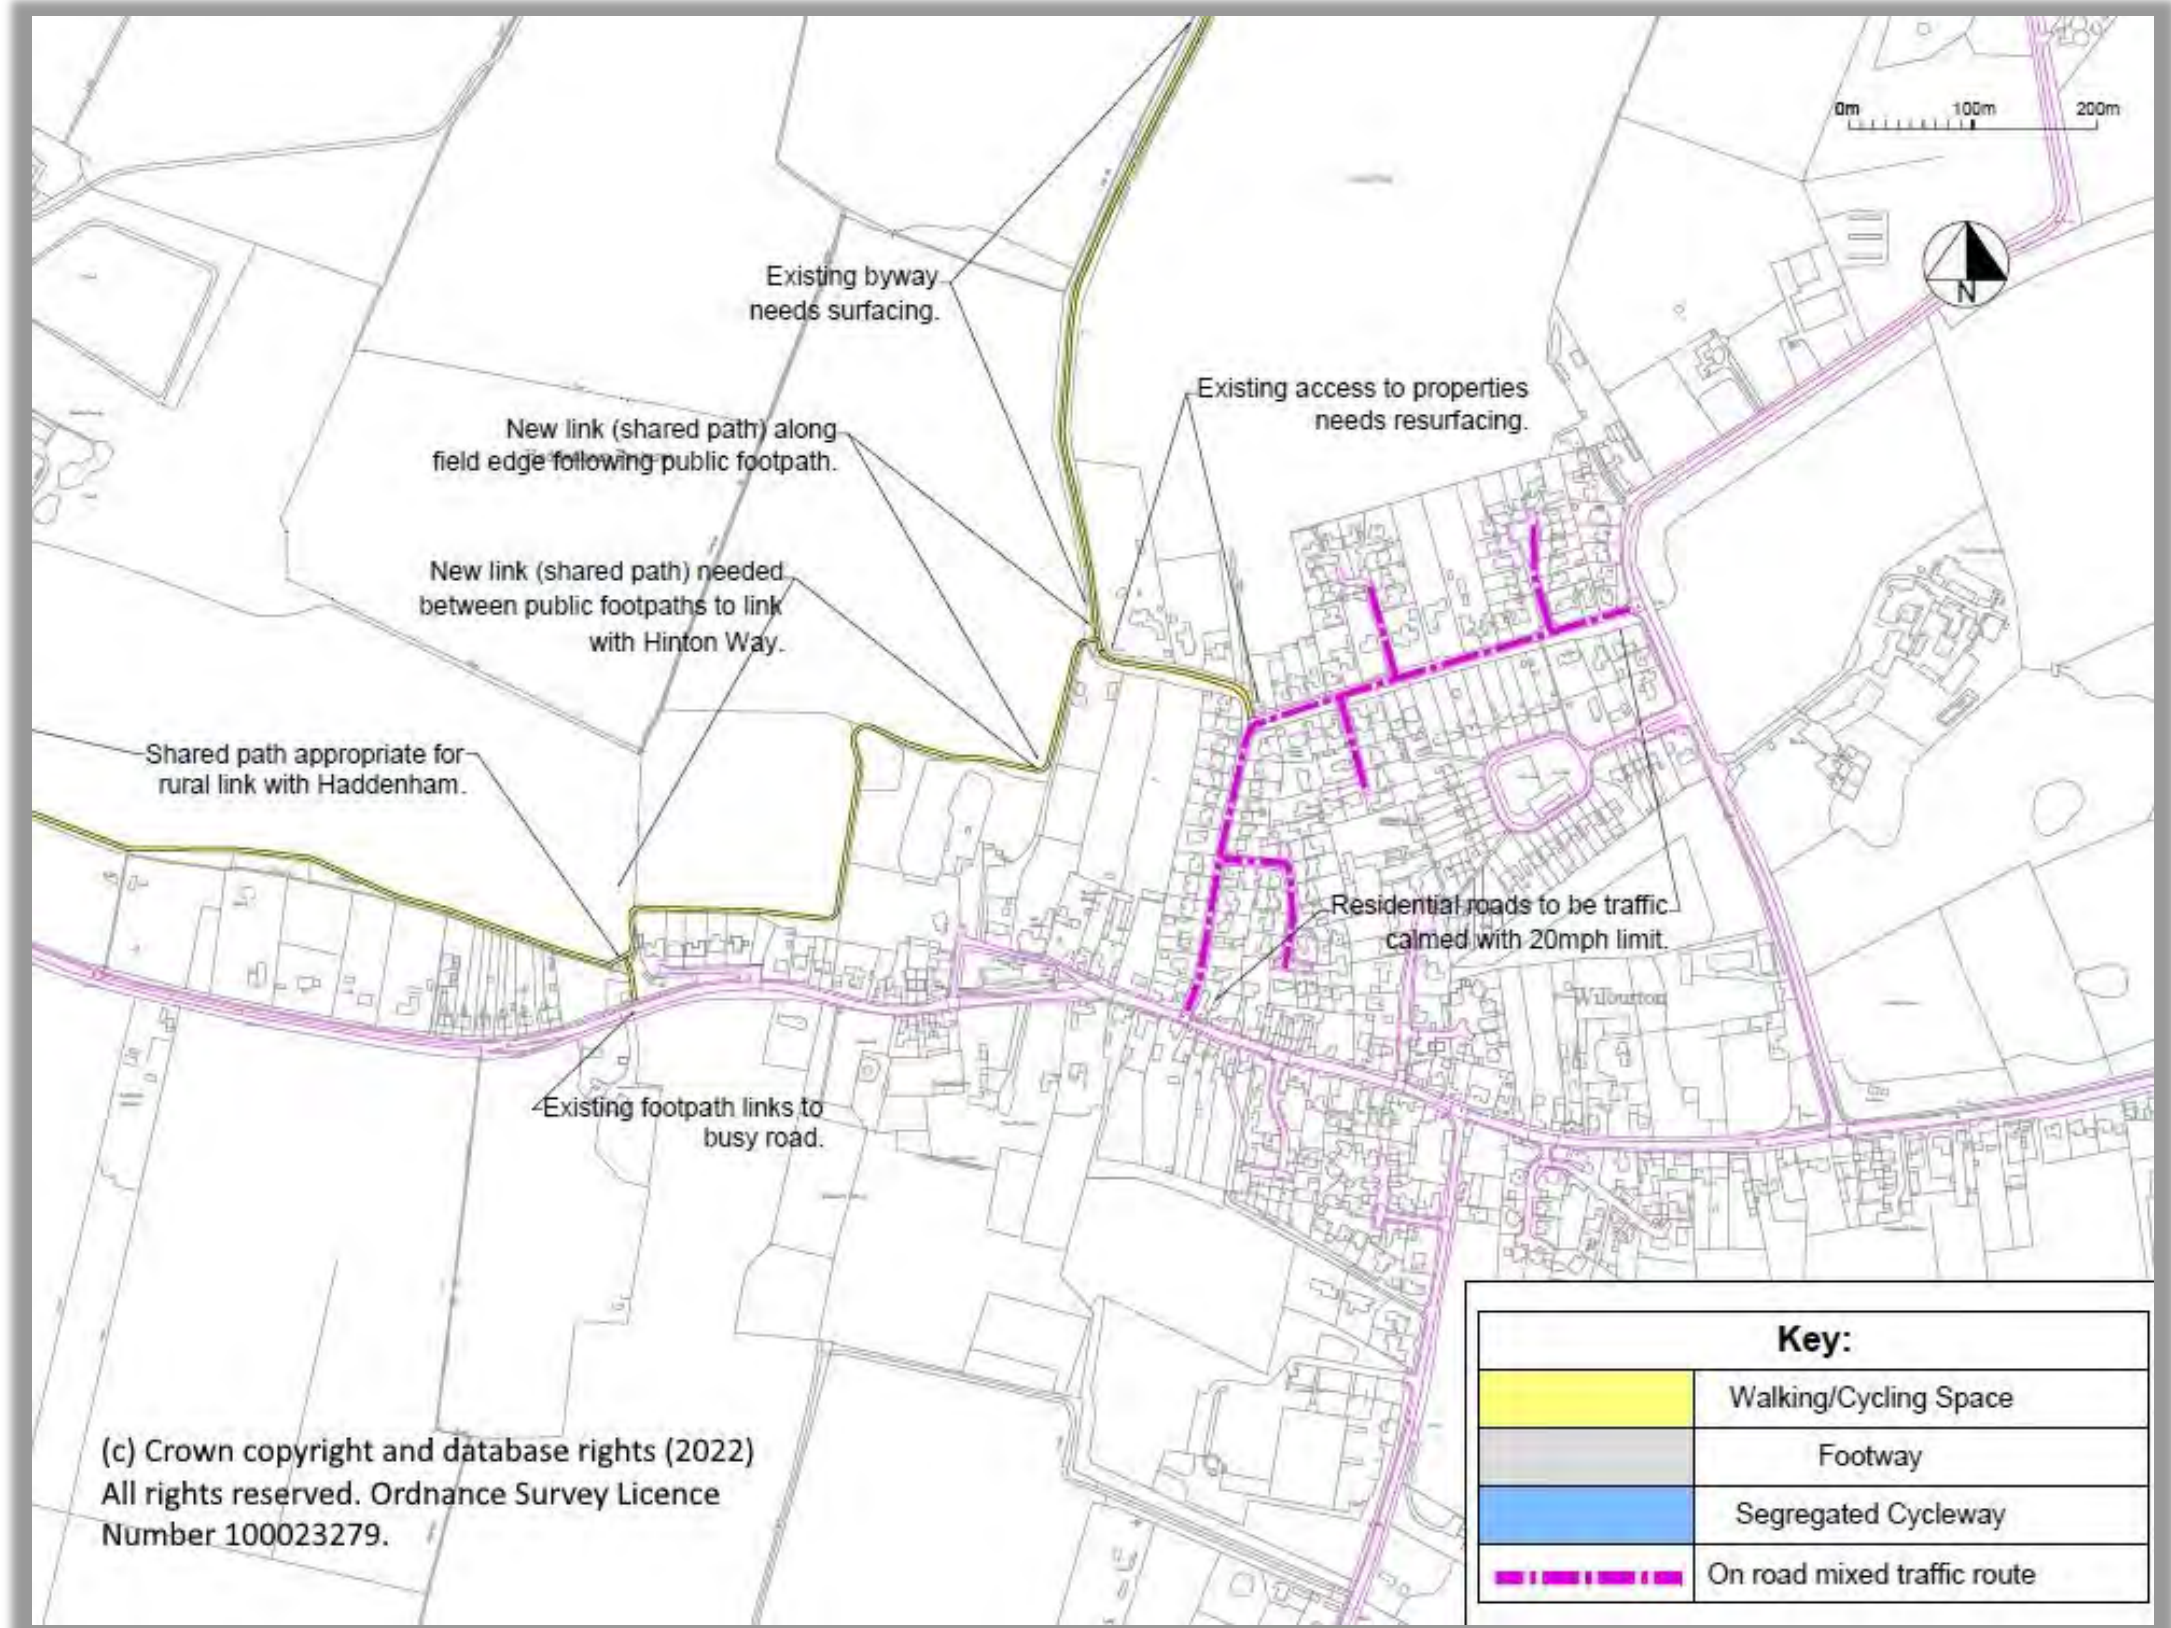 0m 100m 200m
N
Existing byway
needs surfacing.
Existing access to properties
needs resurfacing.
New link (shared path) along
field edge following public footpath.
New link (shared path) needed
between public footpaths to link
with Hinton Way.
Shared path appropriate for
rural link with Haddenham.
Residential roads to be traffic
calmed with 20mph limit.
Wilburton
Existing footpath links to
busy road.
Key:
Walking/Cycling Space
Footway
Segregated Cycleway
On road mixed traffic route
(c) Crown copyright and database rights (2022)
All rights reserved. Ordnance Survey Licence
Number 100023279.